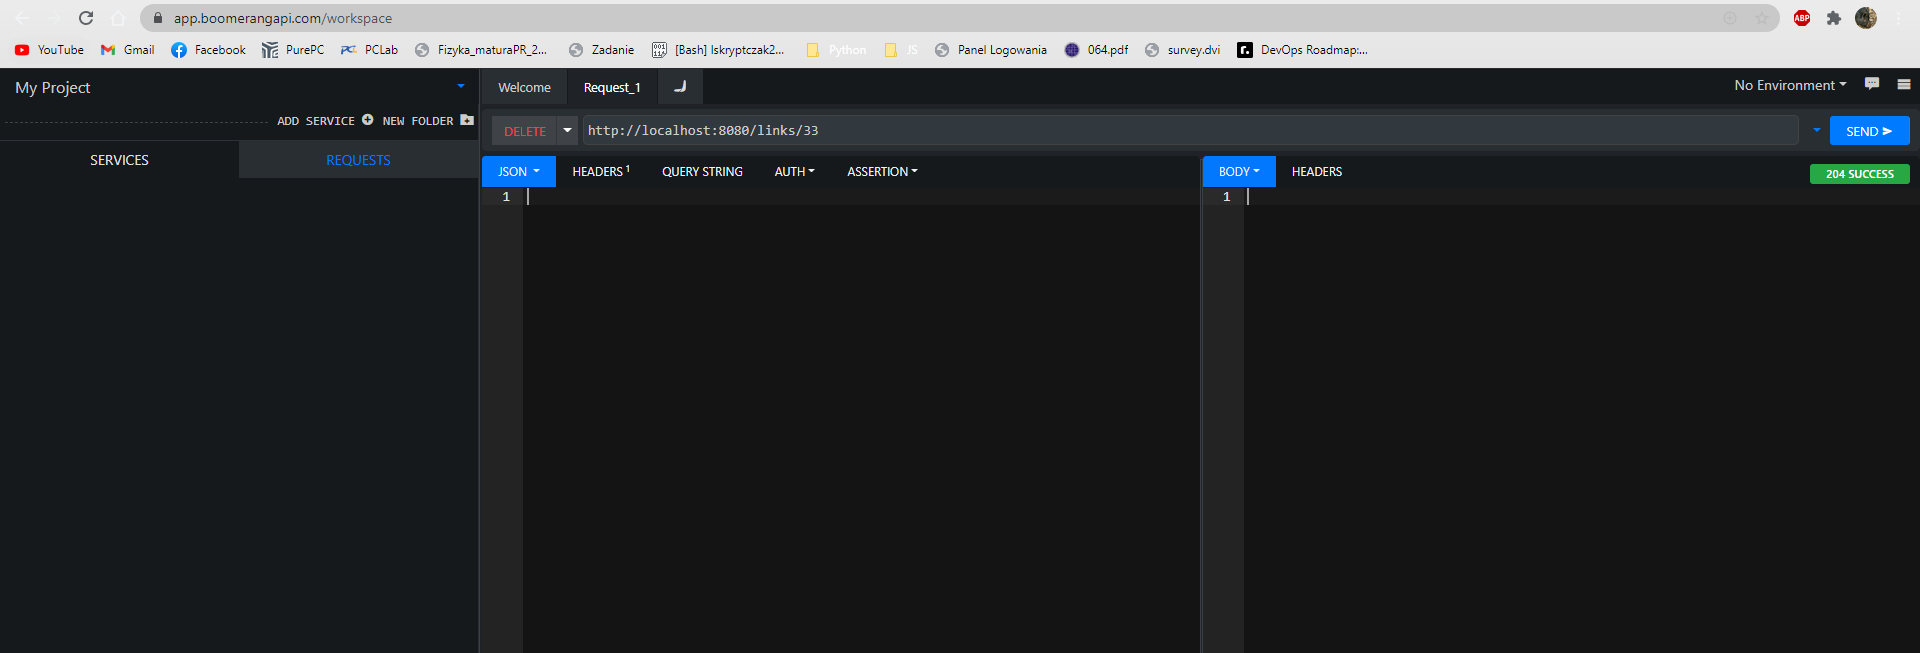 app.boomerangapi.com/workspace
ABP
YouTube Gmail Facebook PurePC PCLab Fizyka_maturaPR_2... Zadanie [Bash] Iskryptczak2... Python JS Panel Logowania 064.pdf survey.dvi DevOps Roadmap:...
My Project
Welcome Request_1 No Environment
ADD SERVICE NEW FOLDER
DELETE http://localhost:8080/links/33 SEND
SERVICES REQUESTS
JSON HEADERS 1 QUERY STRING AUTH ASSERTION BODY HEADERS 204 SUCCESS
1 1